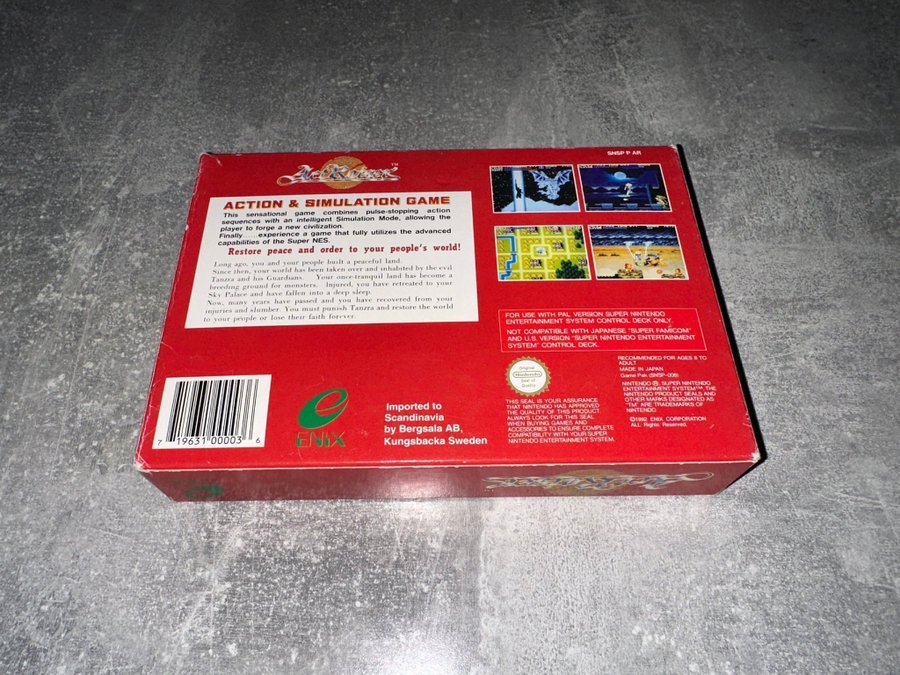 SNSP P AR
ActRaiser™
ACTION & SIMULATION GAME
This sensational game combines pulse-stopping action
sequences with an intelligent Simulation Mode, allowing the
player to forge a new civilization.
Finally.....experience a game that fully utilizes the advanced
capabilities of the Super NES.
Restore peace and order to your people's world!
Long ago, you and your people built a peaceful land.
Since then, your world has been taken over and inhabited by the evil
Tanzra and his Guardians. Your once-tranquil land has become a
breeding ground for monsters. Injured, you have retreated to your
Sky Palace and have fallen into a deep sleep.
Now, many years have passed and you have recovered from your
injuries and slumber. You must punish Tanzra and restore the world
to your people or lose their faith forever.
FOR USE WITH PAL VERSION SUPER NINTENDO
ENTERTAINMENT SYSTEM CONTROL DECK ONLY.
NOT COMPATIBLE WITH JAPANESE "SUPER FAMICOM"
AND U.S. VERSION "SUPER NINTENDO ENTERTAINMENT
SYSTEM" CONTROL DECK.
Original
Nintendo
Seal of
Quality
THIS SEAL IS YOUR ASSURANCE
THAT NINTENDO HAS APPROVED
THE QUALITY OF THIS PRODUCT.
ALWAYS LOOK FOR THIS SEAL
WHEN BUYING GAMES AND
ACCESSORIES TO ENSURE COMPLETE
COMPATIBILITY WITH YOUR SUPER
NINTENDO ENTERTAINMENT SYSTEM.
RECOMMENDED FOR AGES 8 TO
ADULT
MADE IN JAPAN
Game Pak (SNSP-006)
NINTENDO ®, SUPER NINTENDO
ENTERTAINMENT SYSTEM™, THE
NINTENDO PRODUCT SEALS AND
OTHER MARKS DESIGNATED AS
"TM" ARE TRADEMARKS OF
NINTENDO.
©1992 ENIX CORPORATION
ALL Rights Reserved.
7 19631 00003 6
ENIX
Imported to
Scandinavia
by Bergsala AB,
Kungsbacka Sweden
ActRaiser